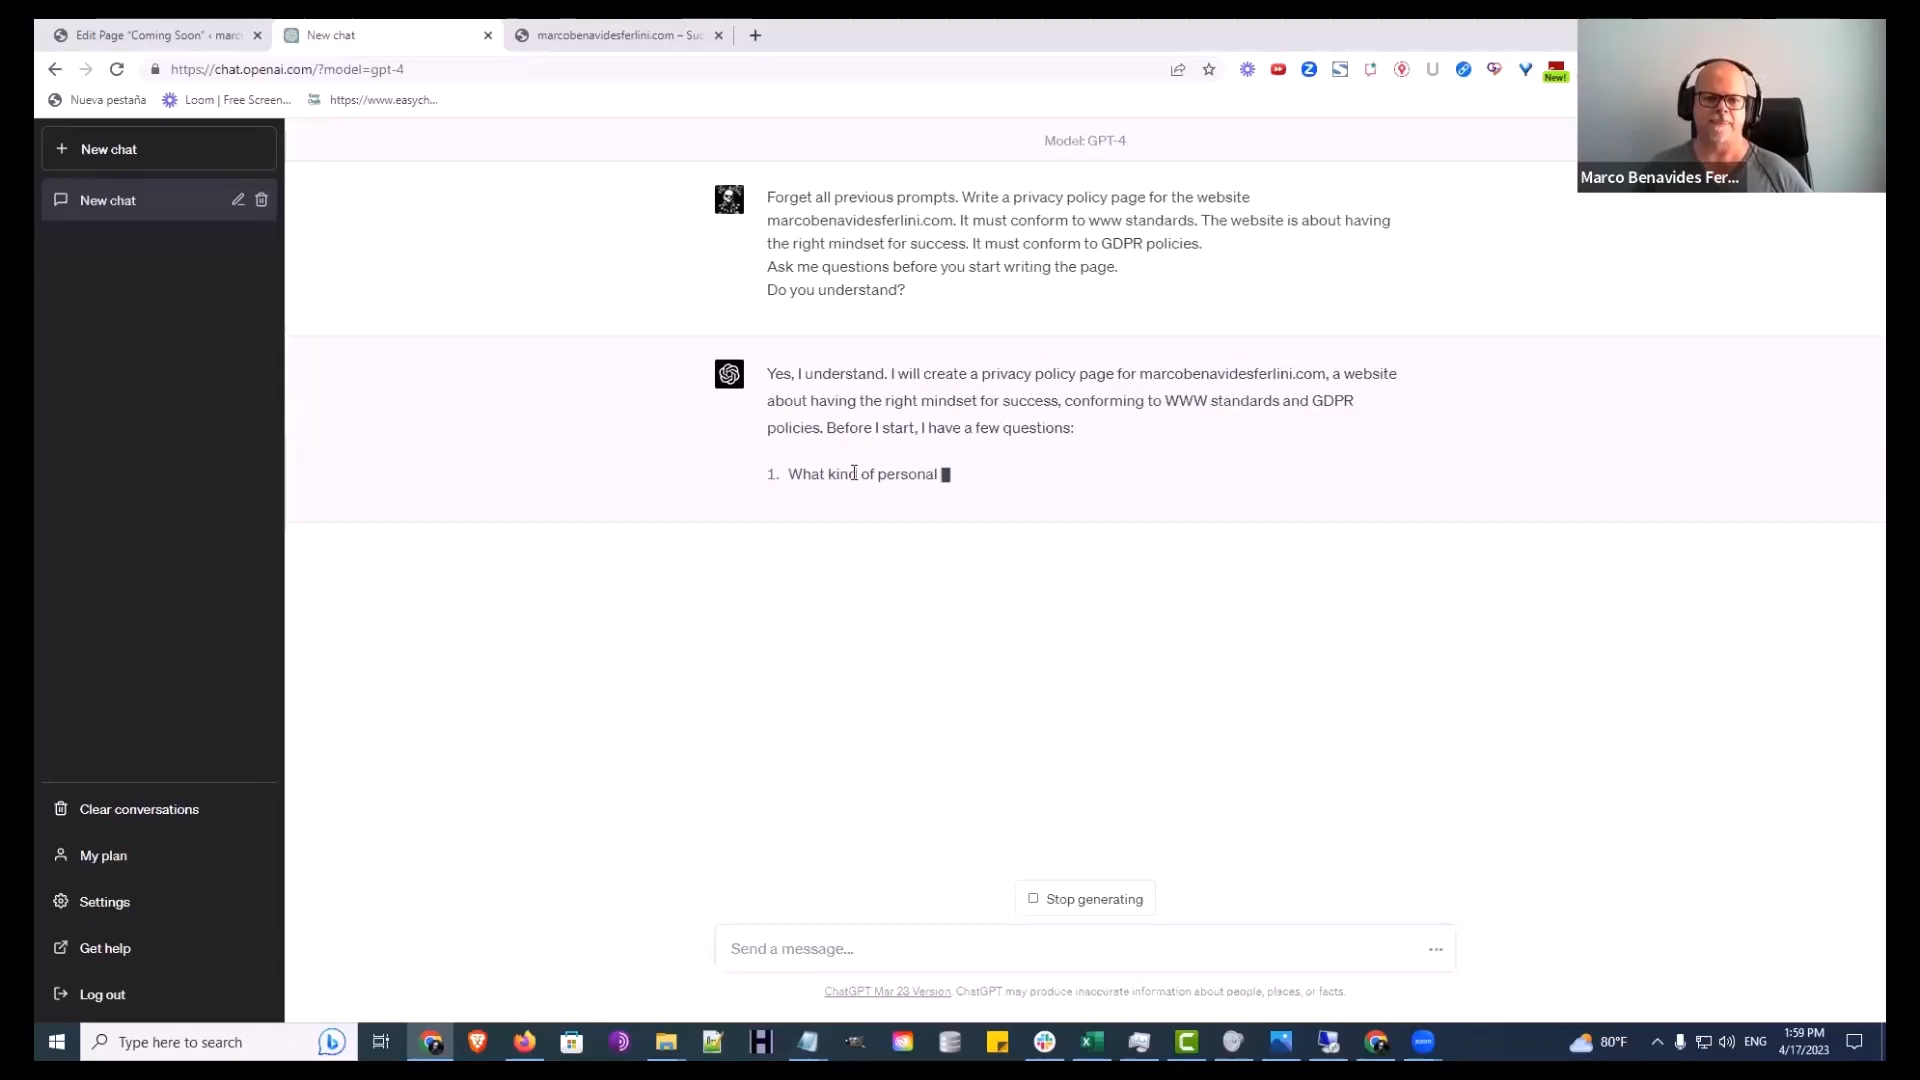 Edit Page “Coming Soon” ‹ marc
New chat
marcobenavidesferlini.com – Suc
https://chat.openai.com/?model=gpt-4
New!
Nueva pestaña
Loom | Free Screen...
https://www.easych...
New chat
New chat
Model: GPT-4
Marco Benavides Fer...
Forget all previous prompts. Write a privacy policy page for the website
marcobenavidesferlini.com. It must conform to www standards. The website is about having
the right mindset for success. It must conform to GDPR policies.
Ask me questions before you start writing the page.
Do you understand?
Yes, I understand. I will create a privacy policy page for marcobenavidesferlini.com, a website
about having the right mindset for success, conforming to WWW standards and GDPR
policies. Before I start, I have a few questions:
1. What kind of personal
Clear conversations
My plan
Settings
Get help
Log out
Stop generating
Send a message...
ChatGPT Mar 23 Version. ChatGPT may produce inaccurate information about people, places, or facts.
Type here to search
zoom
80°F
ENG
1:59 PM
4/17/2023